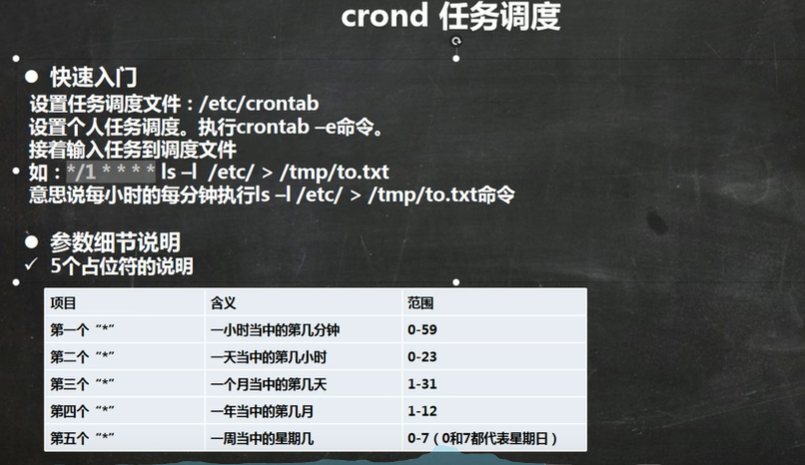 crond 任务调度
● 快速入门
设置任务调度文件：/etc/crontab
设置个人任务调度。执行crontab –e命令。
接着输入任务到调度文件
如：*/1 * * * * ls –l  /etc/ > /tmp/to.txt
意思说每小时的每分钟执行ls –l /etc/ > /tmp/to.txt命令
● 参数细节说明
✓ 5个占位符的说明
项目 含义 范围
第一个“*” 一小时当中的第几分钟 0-59
第二个“*” 一天当中的第几小时 0-23
第三个“*” 一个月当中的第几天 1-31
第四个“*” 一年当中的第几月 1-12
第五个“*” 一周当中的星期几 0-7（0和7都代表星期日）